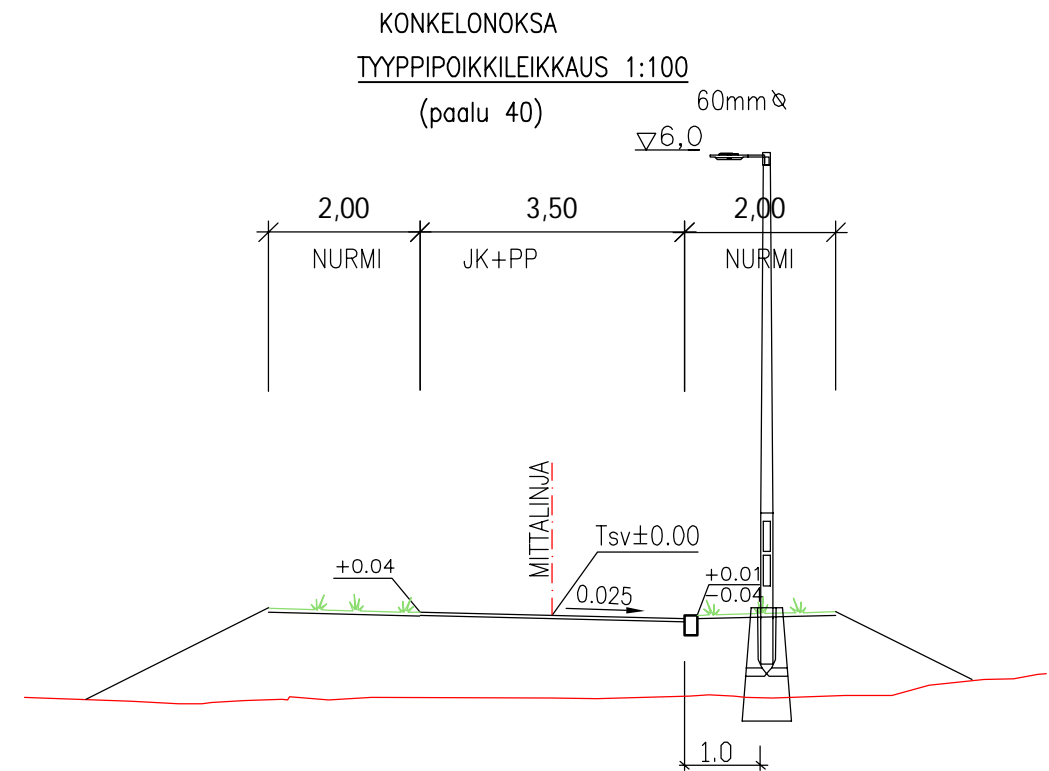 KONKELONOKSA
TYYPPIPOIKKILEIKKAUS 1:100
(paalu 40)
60mm⌀
▽6,0
2,00 3,50 2,00
NURMI JK+PP NURMI
MITTALINJA
Tsv±0.00
+0.04
0.025
+0.01
-0.04
1,0